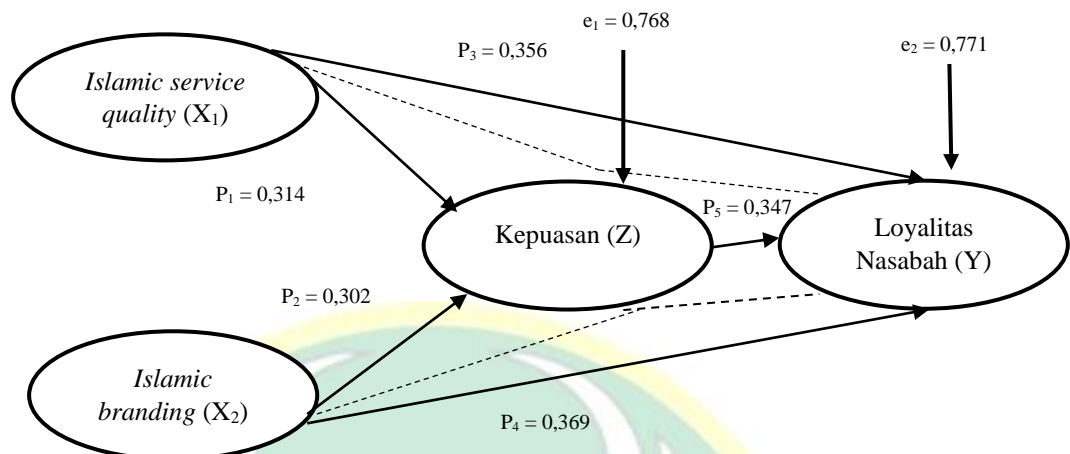 e₁ = 0,768
P₃ = 0,356
e₂ = 0,771
Islamic service
quality (X₁)
P₁ = 0,314
Kepuasan (Z)
P₅ = 0,347
Loyalitas
Nasabah (Y)
P₂ = 0,302
Islamic
branding (X₂)
P₄ = 0,369